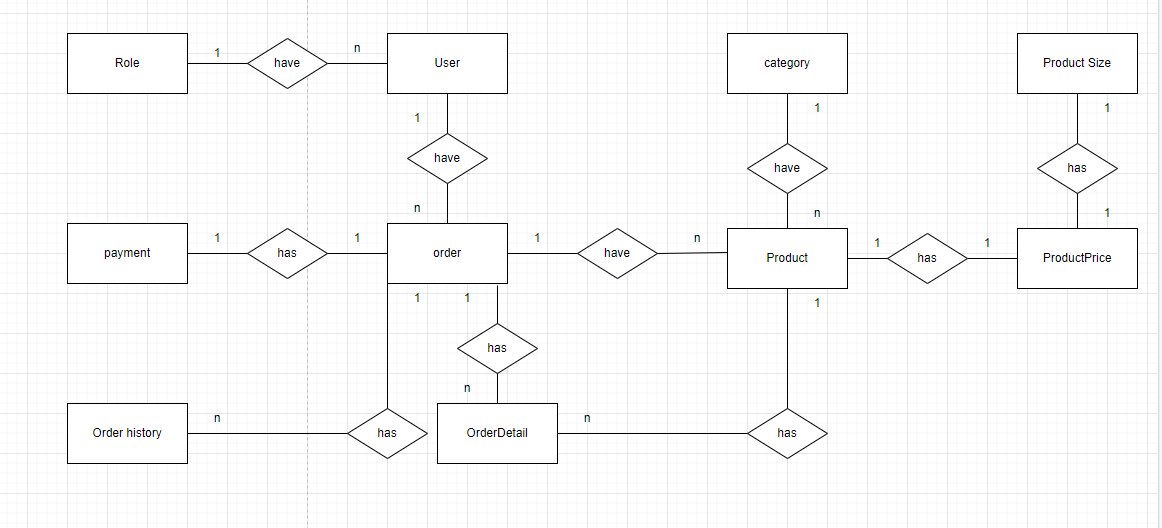 Role
1
have
n
User
category
Product Size
1
have
n
1
have
n
1
has
1
payment
1
has
1
order
1
have
n
Product
1
has
1
ProductPrice
1
1
has
n
1
Order history
n
has
OrderDetail
n
has